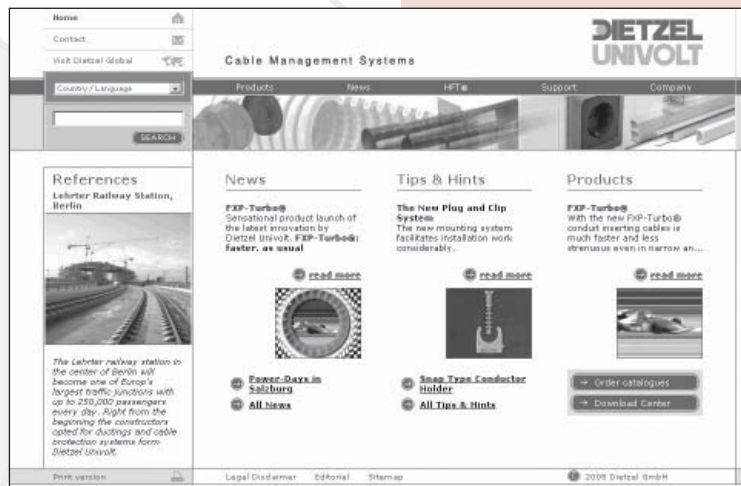 Home
Contact
Visit Dietzel Global
Country / Language
SEARCH
Cable Management Systems
DIETZEL
UNIVOLT
Products News HFT® Support Company
References
Lehrter Railway Station,
Berlin
The Lehrter railway station in
the center of Berlin will
become one of Europ's
largest traffic junctions with
up to 250,000 passengers
every day. Right from the
beginning the constructors
opted for ductings and cable
protection systems form
Dietzel Univolt.
News
FXP-Turbo®
Sensational product launch of
the latest innovation by
Dietzel Univolt. FXP-Turbo®:
faster. as usual
read more
Power-Days in
Salzburg
All News
Tips & Hints
The New Plug and Clip
System
The new mounting system
facilitates installation work
considerably.
read more
Snap Type Conductor
Holder
All Tips & Hints
Products
FXP-Turbo®
With the new FXP-Turbo®
conduit inserting cables is
much faster and less
strenuous even in narrow an...
read more
Order catalogues
Download Center
Print version
Legal Disclaimer Editorial Sitemap
Dietzel GmbH